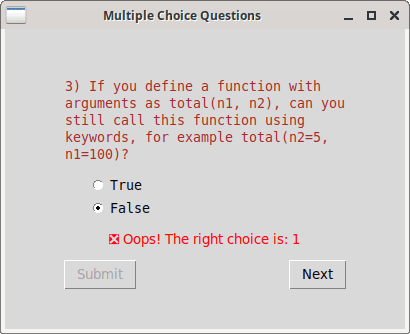 Multiple Choice Questions
3) If you define a function with
arguments as total(n1, n2), can you
still call this function using
keywords, for example total(n2=5,
n1=100)?
True
False
❎ Oops! The right choice is: 1
Submit
Next